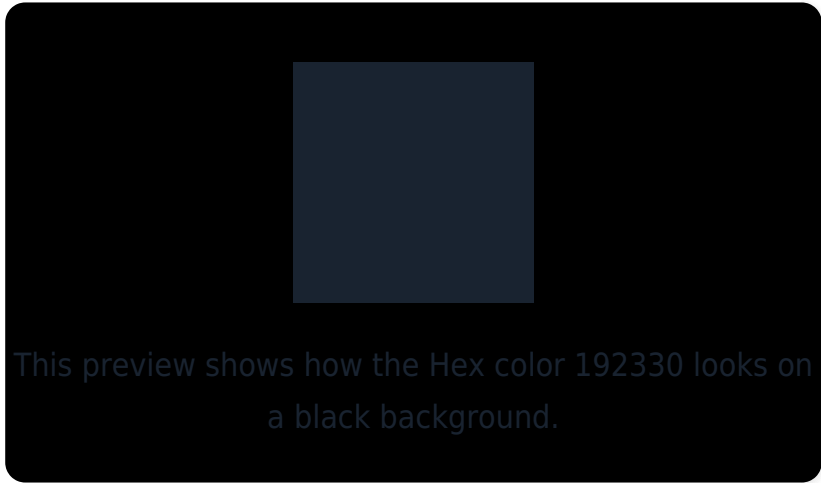 This preview shows how the Hex color 192330 looks on
a black background.